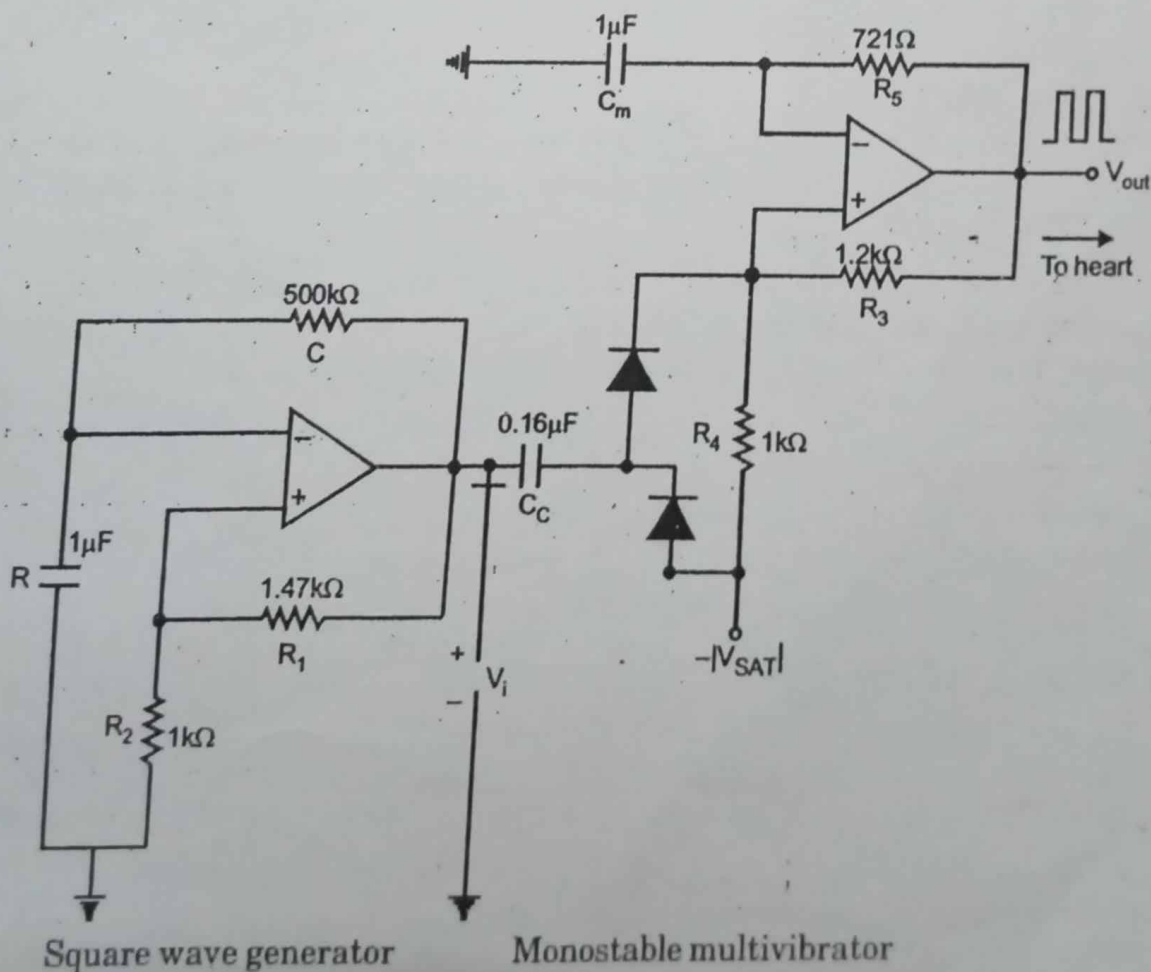 1μF
C_m
721Ω
R_5
−
+
V_out
To heart
1.2kΩ
R_3
500kΩ
C
−
+
0.16μF
C_C
R_4
1kΩ
1μF
R
1.47kΩ
R_1
+
V_i
−
−|V_SAT|
R_2
1kΩ
Square wave generator
Monostable multivibrator